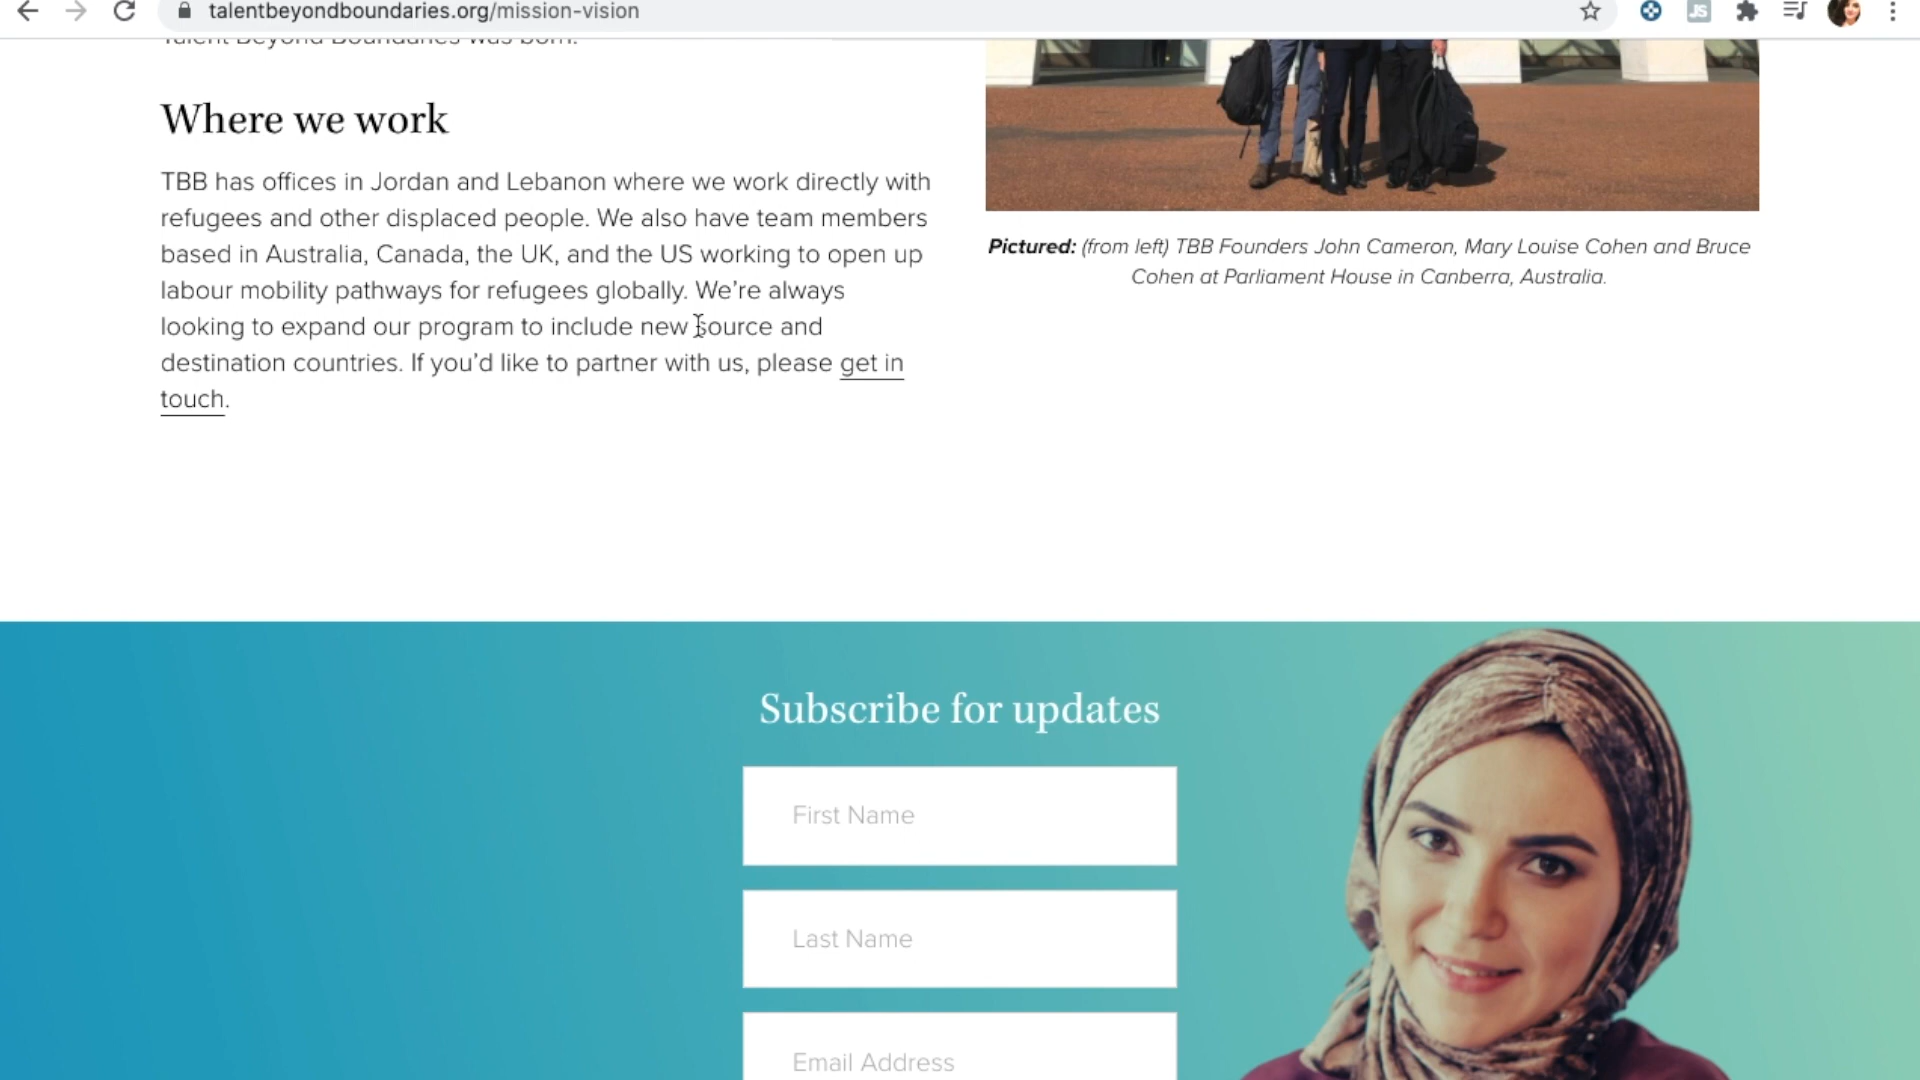 talentbeyondboundaries.org/mission-vision
JS
Talent Beyond Boundaries was born.
Where we work
TBB has offices in Jordan and Lebanon where we work directly with
refugees and other displaced people. We also have team members
based in Australia, Canada, the UK, and the US working to open up
labour mobility pathways for refugees globally. We’re always
looking to expand our program to include new source and
destination countries. If you’d like to partner with us, please get in
touch.
Pictured: (from left) TBB Founders John Cameron, Mary Louise Cohen and Bruce
Cohen at Parliament House in Canberra, Australia.
Subscribe for updates
First Name
Last Name
Email Address